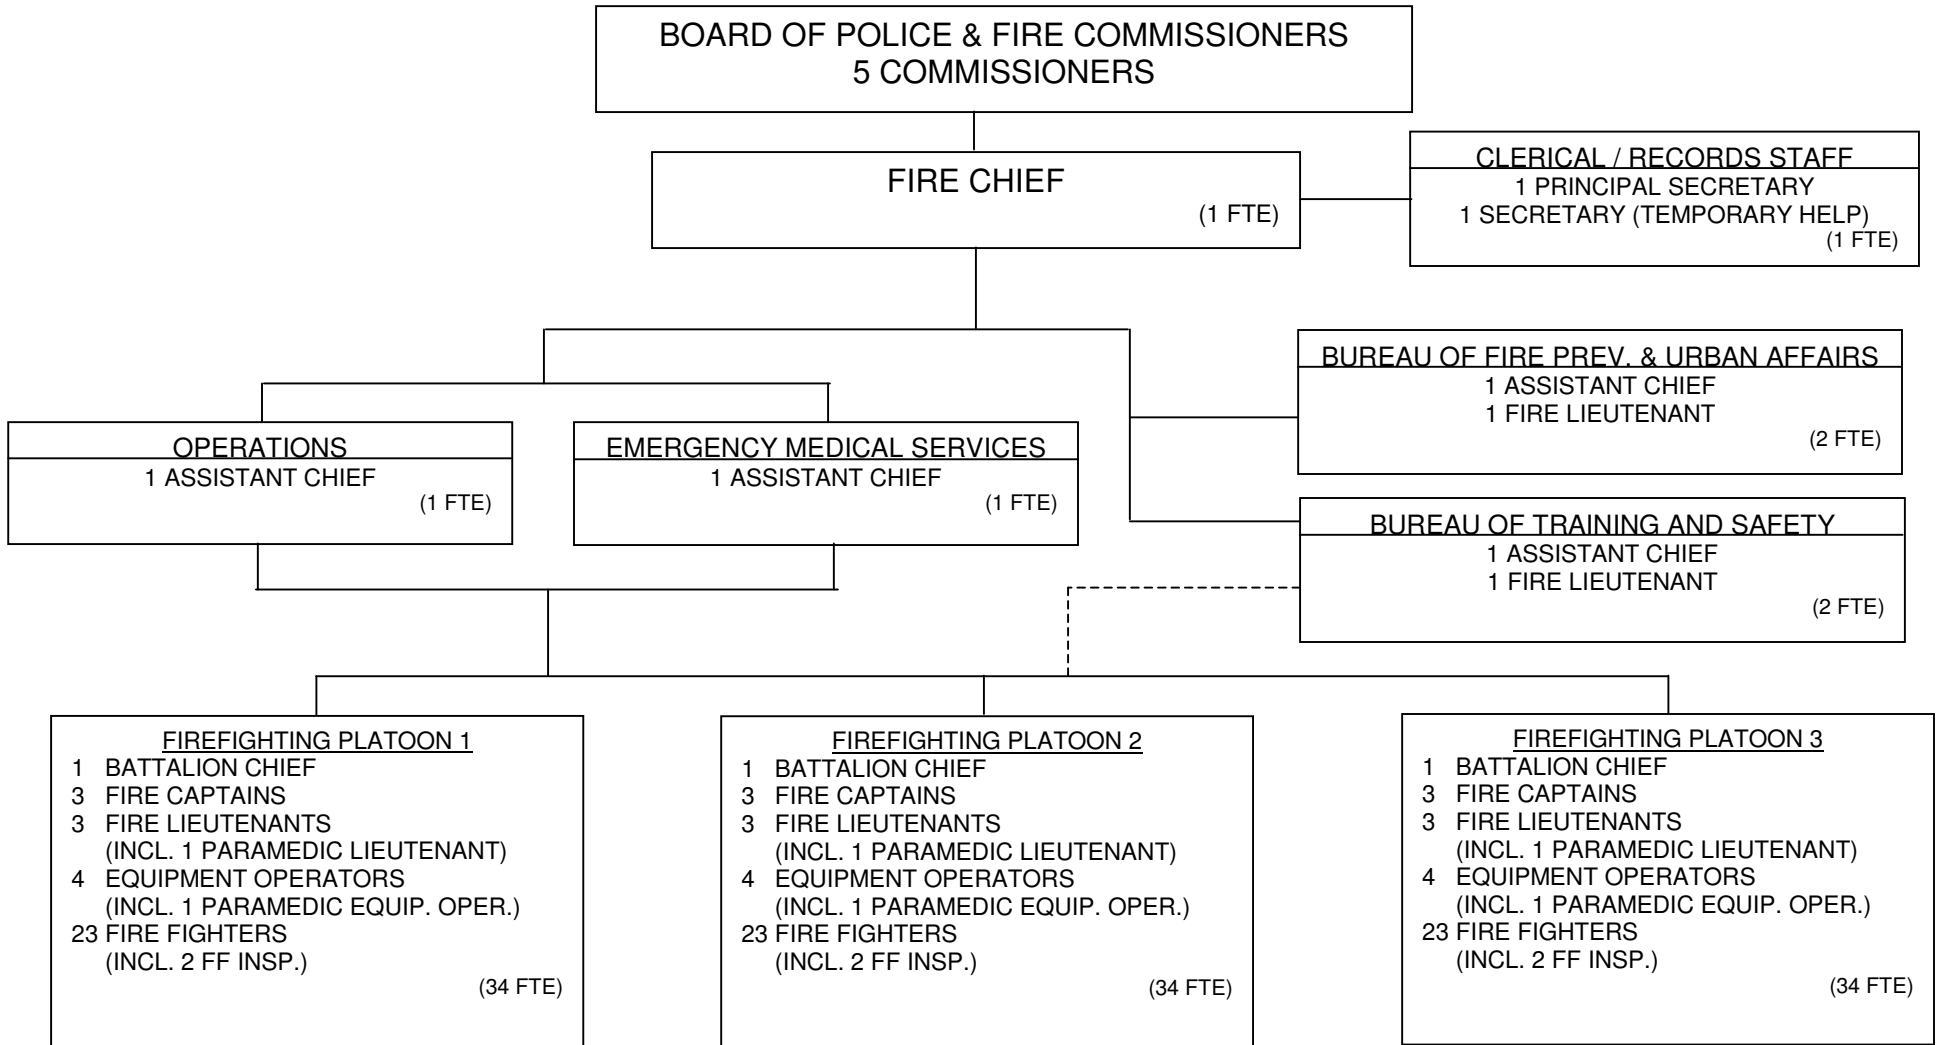 BOARD OF POLICE & FIRE COMMISSIONERS
5 COMMISSIONERS
FIRE CHIEF
(1 FTE)
CLERICAL / RECORDS STAFF
1 PRINCIPAL SECRETARY
1 SECRETARY (TEMPORARY HELP)
(1 FTE)
BUREAU OF FIRE PREV. & URBAN AFFAIRS
1 ASSISTANT CHIEF
1 FIRE LIEUTENANT
(2 FTE)
OPERATIONS
1 ASSISTANT CHIEF
(1 FTE)
EMERGENCY MEDICAL SERVICES
1 ASSISTANT CHIEF
(1 FTE)
BUREAU OF TRAINING AND SAFETY
1 ASSISTANT CHIEF
1 FIRE LIEUTENANT
(2 FTE)
FIREFIGHTING PLATOON 1
1 BATTALION CHIEF
3 FIRE CAPTAINS
3 FIRE LIEUTENANTS
(INCL. 1 PARAMEDIC LIEUTENANT)
4 EQUIPMENT OPERATORS
(INCL. 1 PARAMEDIC EQUIP. OPER.)
23 FIRE FIGHTERS
(INCL. 2 FF INSP.)
(34 FTE)
FIREFIGHTING PLATOON 2
1 BATTALION CHIEF
3 FIRE CAPTAINS
3 FIRE LIEUTENANTS
(INCL. 1 PARAMEDIC LIEUTENANT)
4 EQUIPMENT OPERATORS
(INCL. 1 PARAMEDIC EQUIP. OPER.)
23 FIRE FIGHTERS
(INCL. 2 FF INSP.)
(34 FTE)
FIREFIGHTING PLATOON 3
1 BATTALION CHIEF
3 FIRE CAPTAINS
3 FIRE LIEUTENANTS
(INCL. 1 PARAMEDIC LIEUTENANT)
4 EQUIPMENT OPERATORS
(INCL. 1 PARAMEDIC EQUIP. OPER.)
23 FIRE FIGHTERS
(INCL. 2 FF INSP.)
(34 FTE)